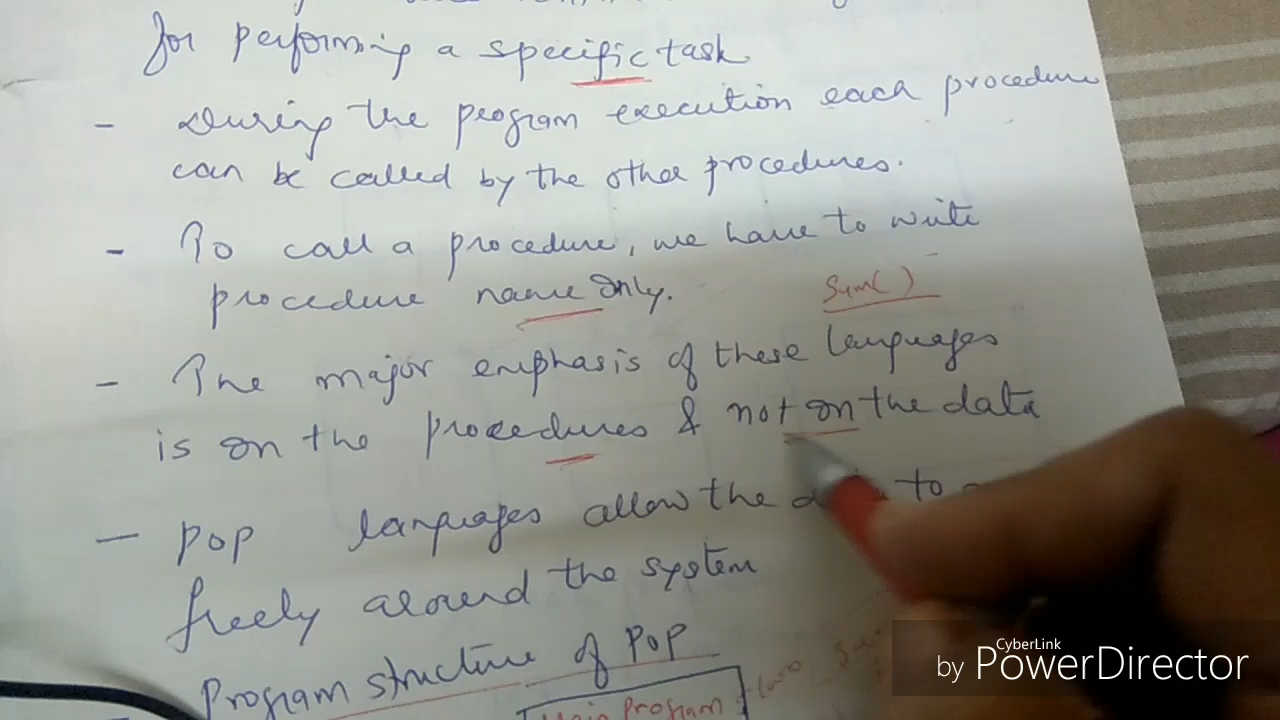 for performing a specific task
- During the program execution each procedure
can be called by the other procedures.
- To call a procedure, we have to write
procedure name only.
sum()
- The major emphasis of these languages
is on the procedures & not on the data
- POP languages allow the to
freely around the system
Program structure of POP
Main Program
CyberLink
by PowerDirector